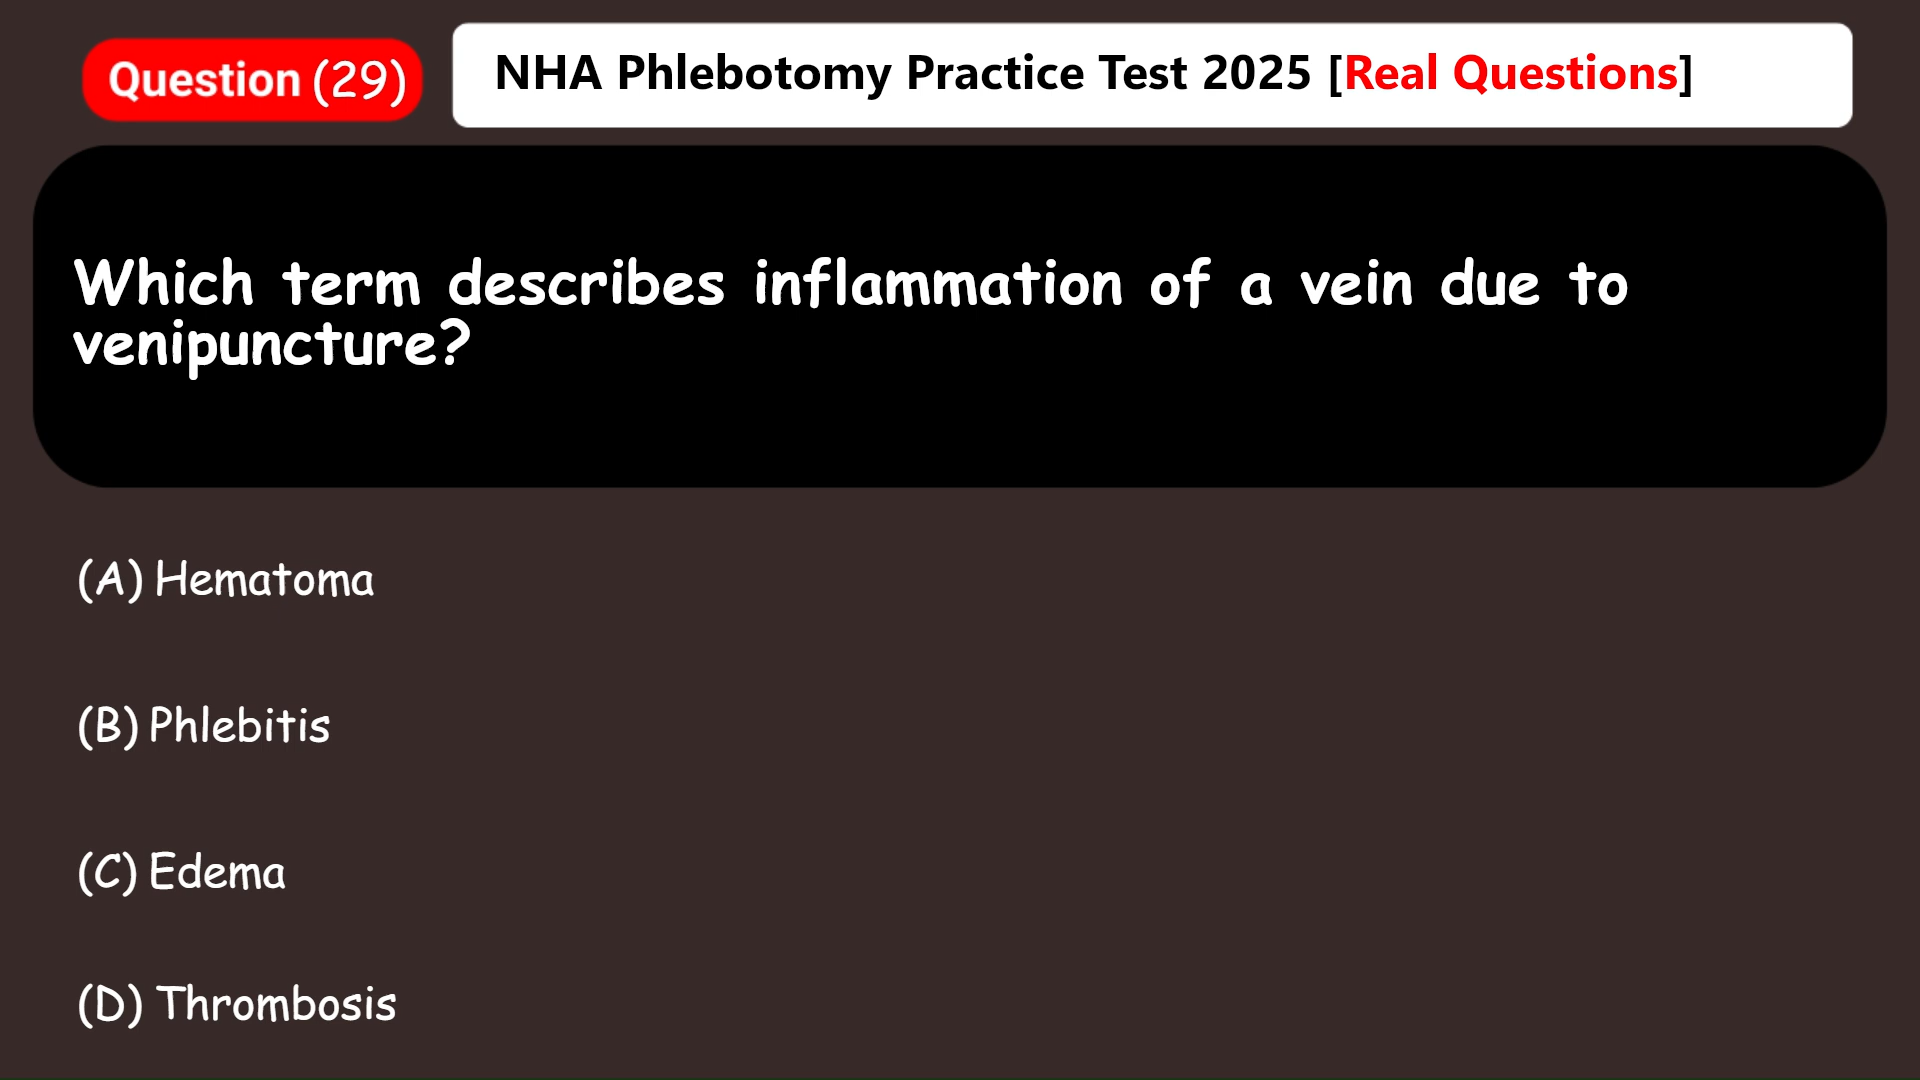 Question (29)
NHA Phlebotomy Practice Test 2025 [Real Questions]
Which term describes inflammation of a vein due to
venipuncture?
(A) Hematoma
(B) Phlebitis
(C) Edema
(D) Thrombosis